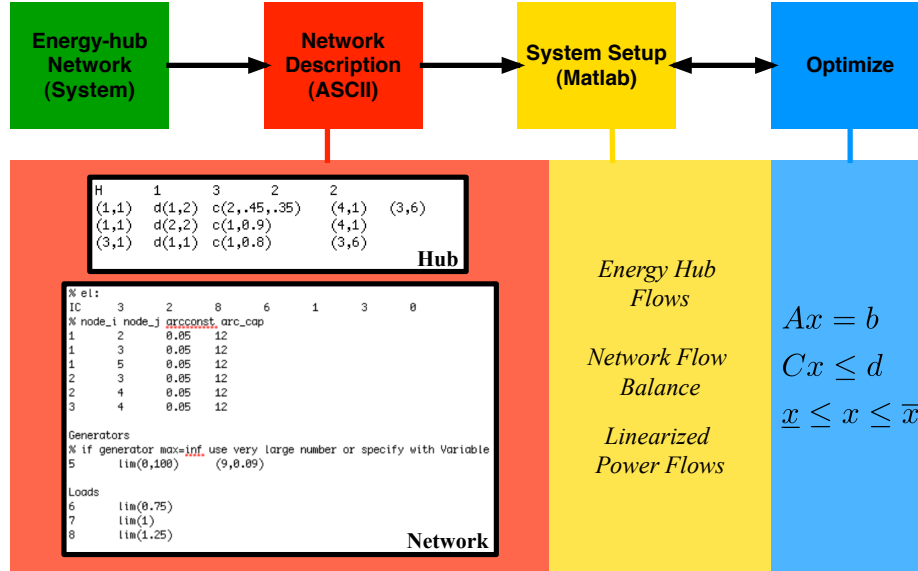 Energy-hub
Network
(System)
Network
Description
(ASCII)
System Setup
(Matlab)
Optimize
H 1 3 2 2
(1,1) d(1,2) c(2,.45,.35) (4,1) (3,6)
(1,1) d(2,2) c(1,0.9) (4,1)
(3,1) d(1,1) c(1,0.8) (3,6)
Hub
% el:
IC 3 2 8 6 1 3 0
% node_i node_j arcconst arc_cap
1 2 0.05 12
1 3 0.05 12
1 5 0.05 12
2 3 0.05 12
2 4 0.05 12
3 4 0.05 12
Generators
% if generator max=inf use very large number or specify with Variable
5 lim(0,100) (9,0.09)
Loads
6 lim(0.75)
7 lim(1)
8 lim(1.25)
Network
Energy Hub
Flows
Network Flow
Balance
Linearized
Power Flows
Ax = b
Cx ≤ d
x̲ ≤ x ≤ x̅